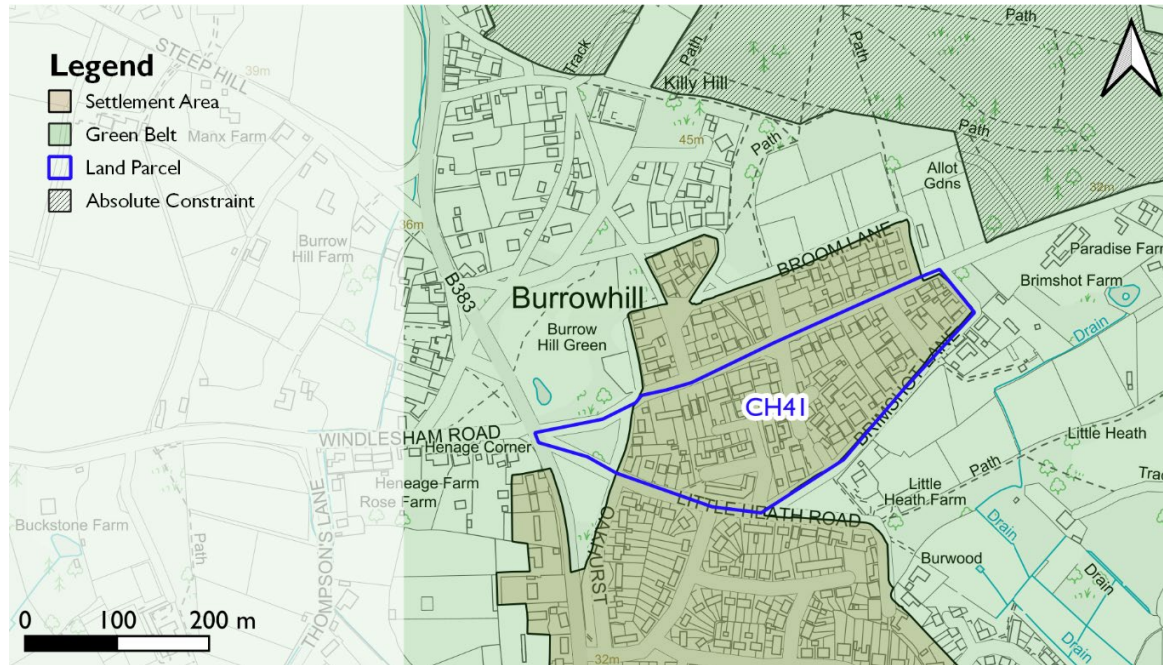 Legend
Settlement Area
Green Belt
Land Parcel
Absolute Constraint
STEEP HILL
39m
Manx Farm
Track
Path
Path
Path
Killy Hill
45m
Path
Path
Allot
Gdns
32m
Burrow
Hill Farm
36m
B383
Burrowhill
Burrow
Hill Green
BROOM LANE
Paradise Farm
Brimshot Farm
Drain
CH41
BRIMSHOT LANE
WINDLESHAM ROAD
Henage Corner
Heneage Farm
Rose Farm
Little Heath
Path
Little
Heath Farm
LITTLE HEATH ROAD
Buckstone Farm
Path
THOMPSON'S LANE
OAKHURST
Burwood
Drain
Drain
Drain
Drain
32m
0 100 200 m